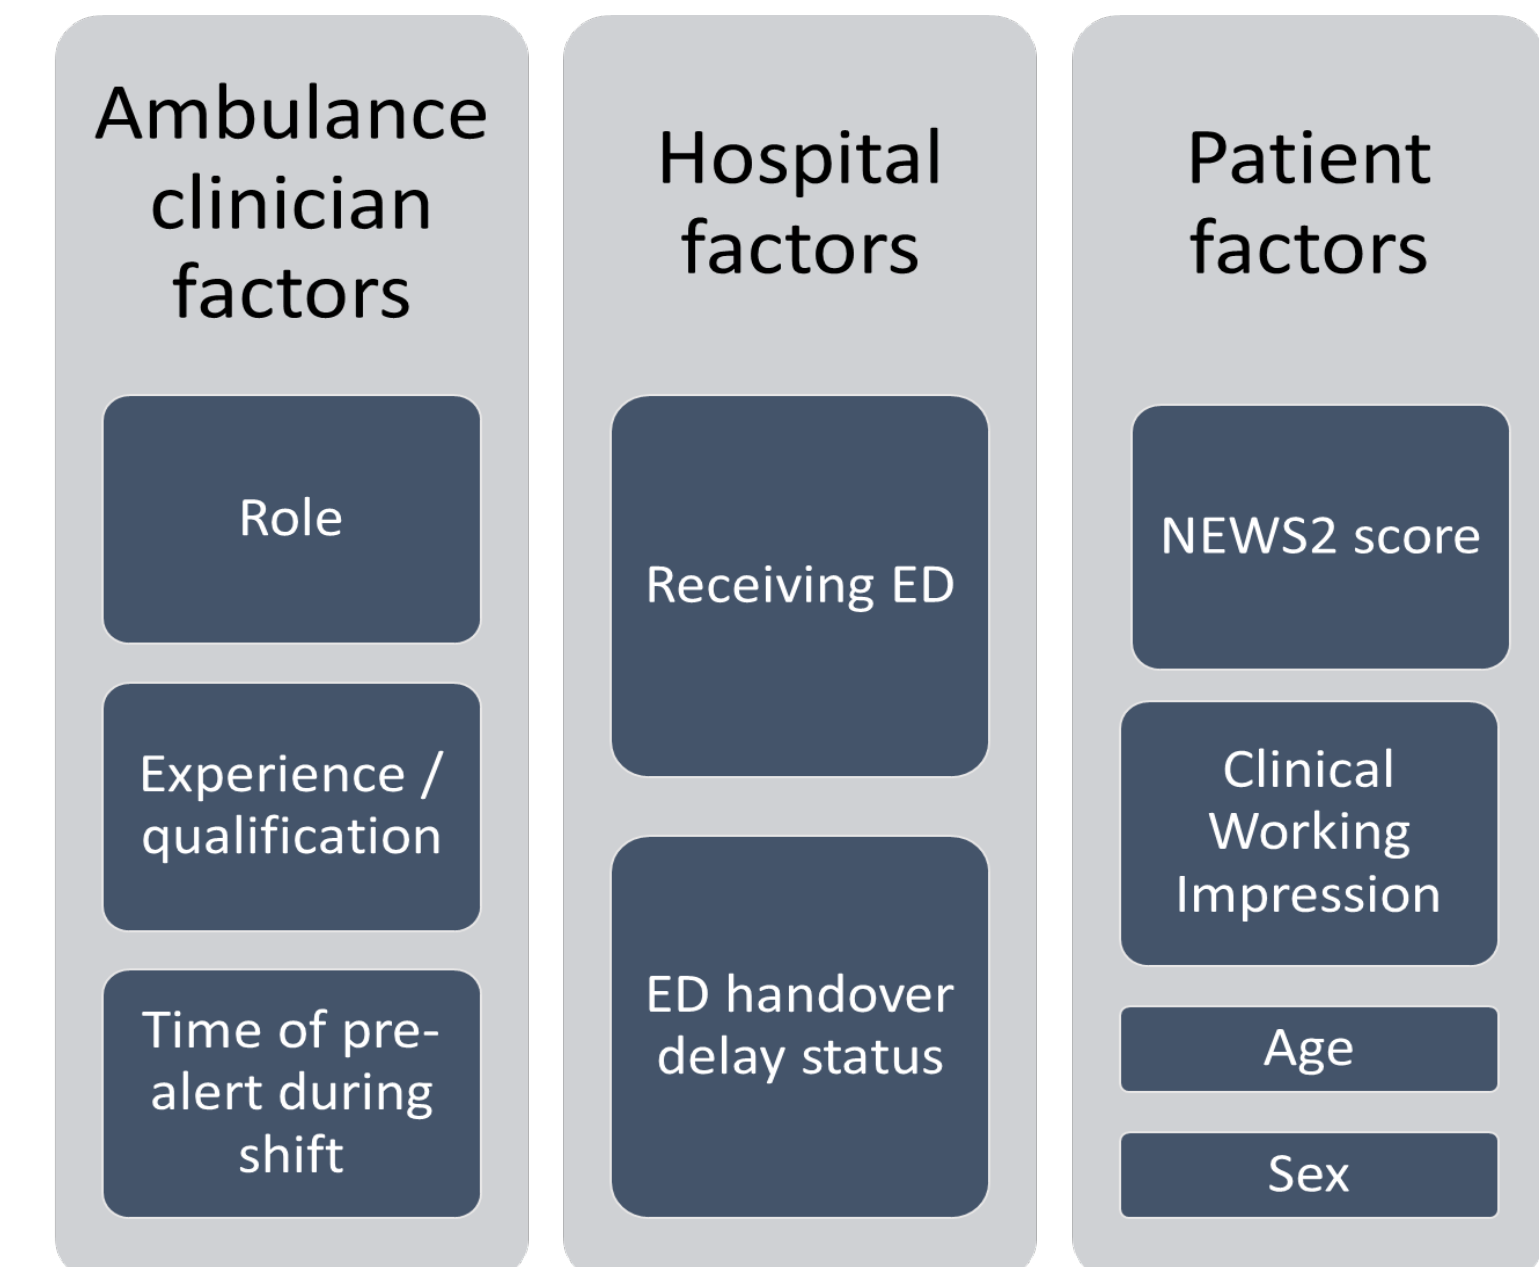 Ambulance
clinician
factors
Role
Experience /
qualification
Time of pre-
alert during
shift
Hospital
factors
Receiving ED
ED handover
delay status
Patient
factors
NEWS2 score
Clinical
Working
Impression
Age
Sex